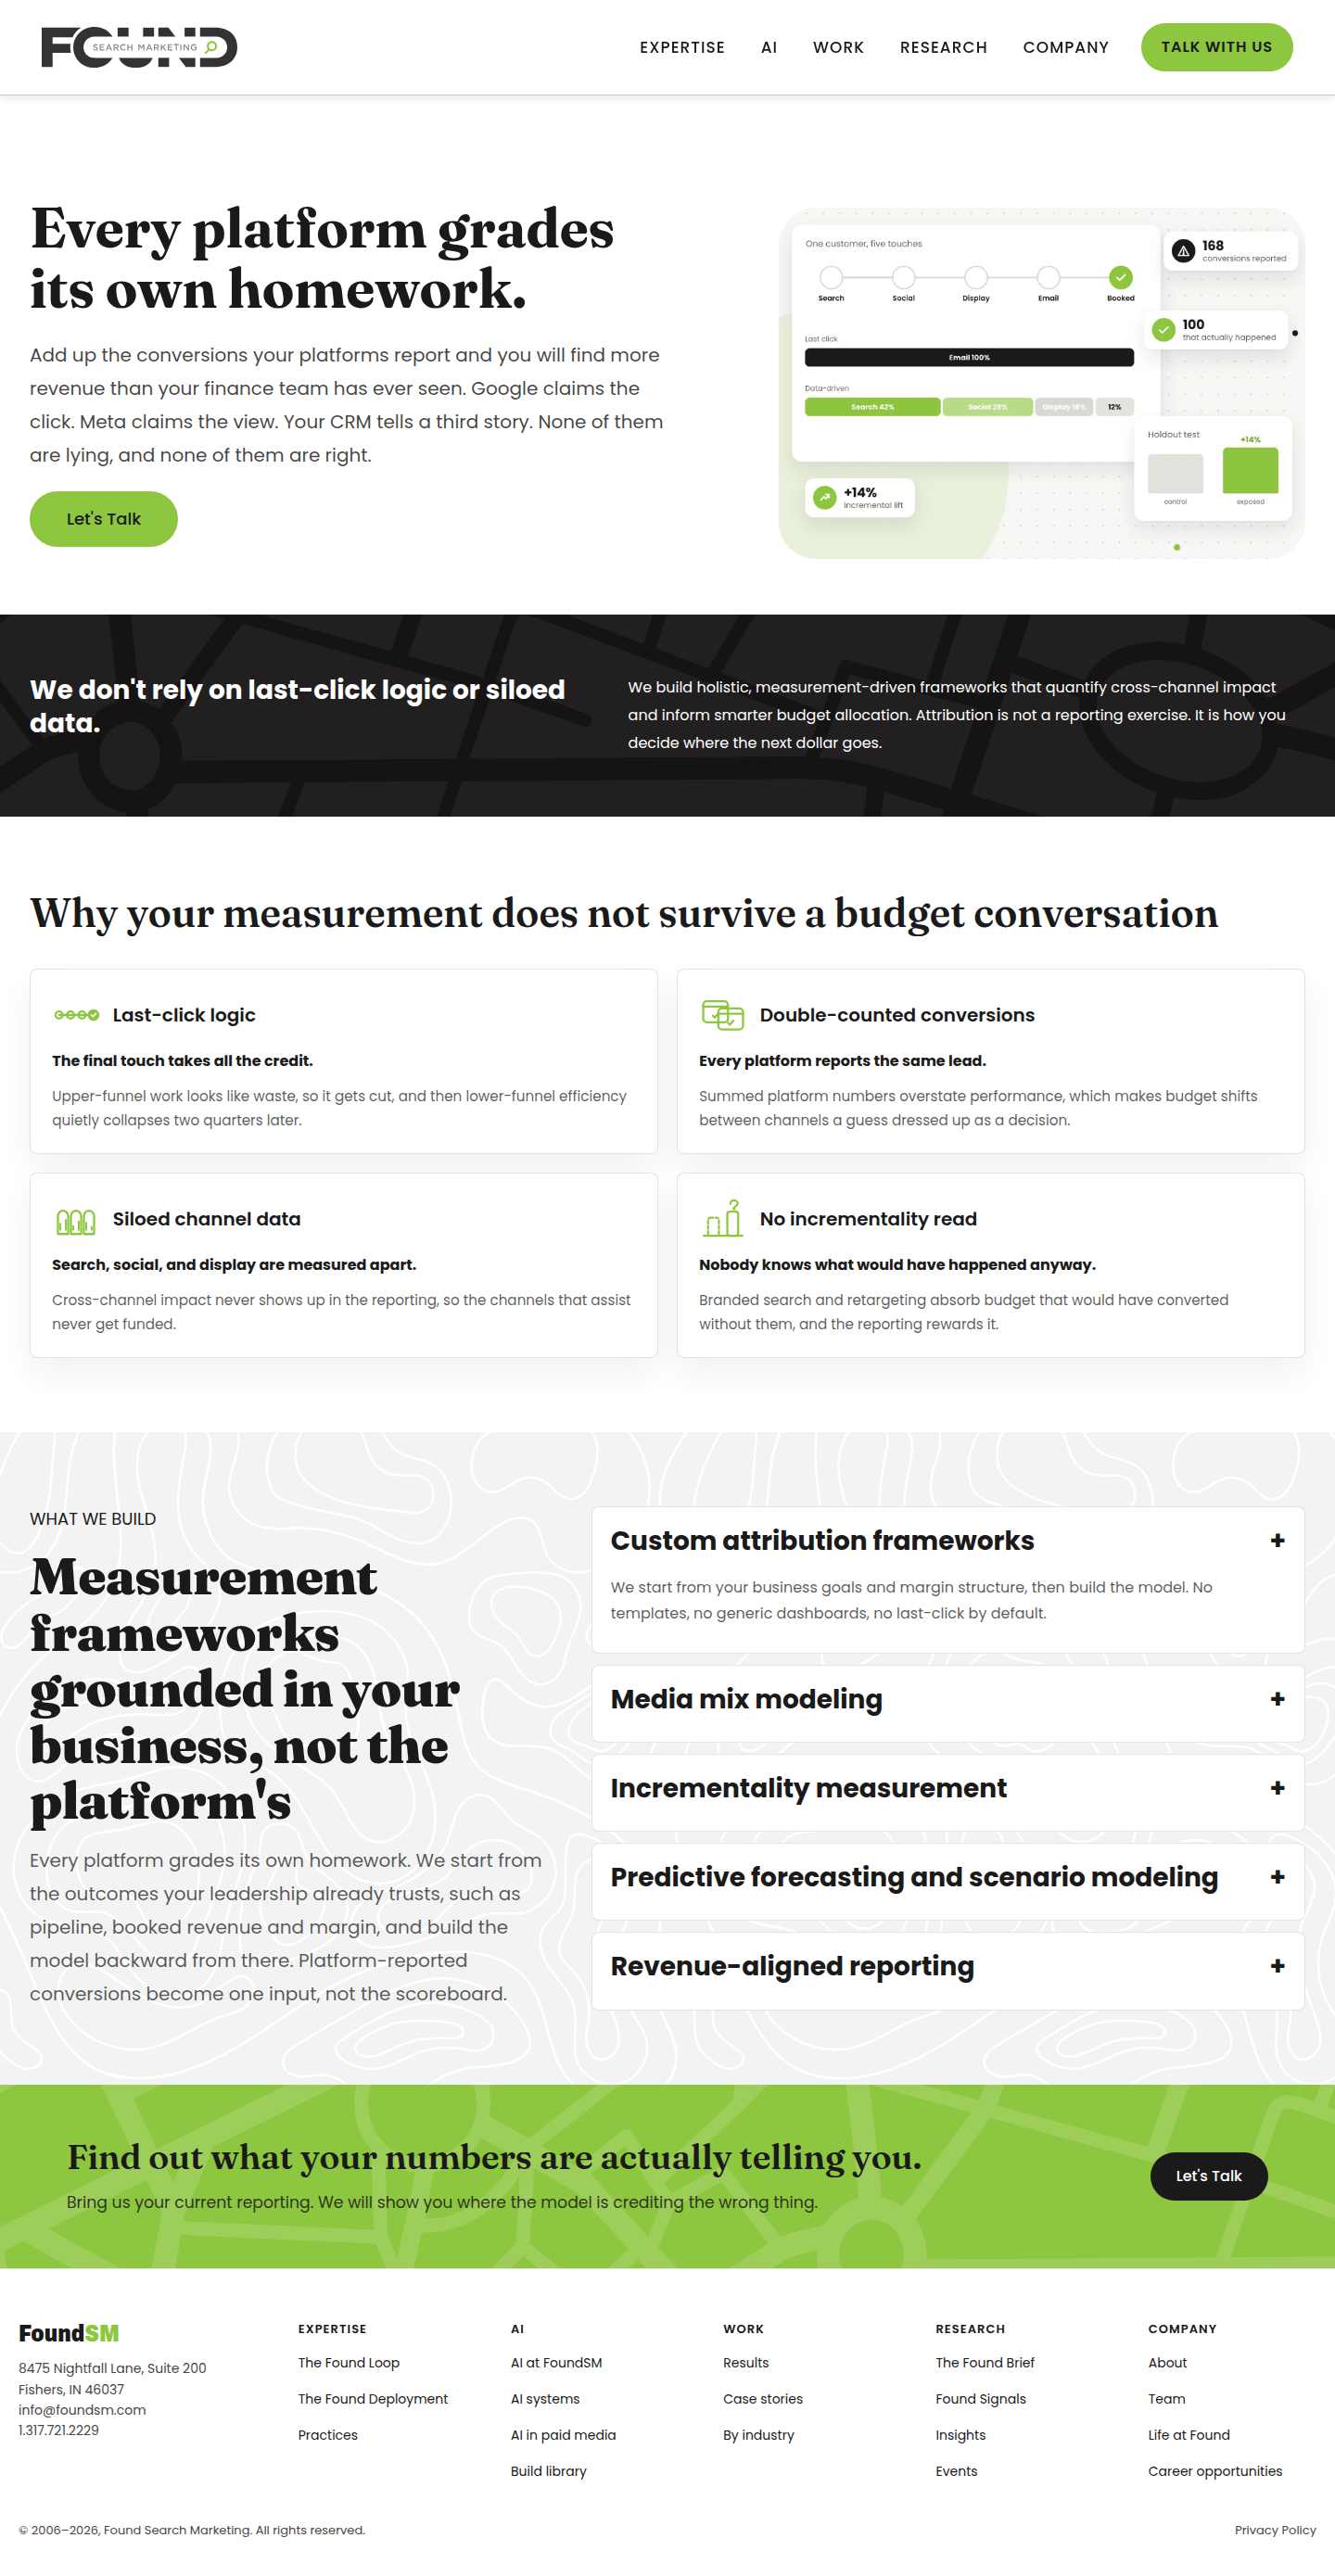 FOUND
SEARCH MARKETING
EXPERTISE
AI
WORK
RESEARCH
COMPANY
TALK WITH US
Every platform grades
its own homework.
Add up the conversions your platforms report and you will find more
revenue than your finance team has ever seen. Google claims the
click. Meta claims the view. Your CRM tells a third story. None of them
are lying, and none of them are right.
Let's Talk
One customer, five touches
Search
Social
Display
Email
Booked
Last click
Email 100%
Data-driven
Search 42%
Social 28%
Display 18%
12%
168
conversions reported
100
that actually happened
Holdout test
+14%
control
exposed
+14%
incremental lift
We don't rely on last-click logic or siloed
data.
We build holistic, measurement-driven frameworks that quantify cross-channel impact
and inform smarter budget allocation. Attribution is not a reporting exercise. It is how you
decide where the next dollar goes.
Why your measurement does not survive a budget conversation
Last-click logic
The final touch takes all the credit.
Upper-funnel work looks like waste, so it gets cut, and then lower-funnel efficiency
quietly collapses two quarters later.
Double-counted conversions
Every platform reports the same lead.
Summed platform numbers overstate performance, which makes budget shifts
between channels a guess dressed up as a decision.
Siloed channel data
Search, social, and display are measured apart.
Cross-channel impact never shows up in the reporting, so the channels that assist
never get funded.
No incrementality read
Nobody knows what would have happened anyway.
Branded search and retargeting absorb budget that would have converted
without them, and the reporting rewards it.
WHAT WE BUILD
Measurement
frameworks
grounded in your
business, not the
platform's
Every platform grades its own homework. We start from
the outcomes your leadership already trusts, such as
pipeline, booked revenue and margin, and build the
model backward from there. Platform-reported
conversions become one input, not the scoreboard.
Custom attribution frameworks +
We start from your business goals and margin structure, then build the model. No
templates, no generic dashboards, no last-click by default.
Media mix modeling +
Incrementality measurement +
Predictive forecasting and scenario modeling +
Revenue-aligned reporting +
Find out what your numbers are actually telling you.
Bring us your current reporting. We will show you where the model is crediting the wrong thing.
Let's Talk
FoundSM
8475 Nightfall Lane, Suite 200
Fishers, IN 46037
info@foundsm.com
1.317.721.2229
EXPERTISE
The Found Loop
The Found Deployment
Practices
AI
AI at FoundSM
AI systems
AI in paid media
Build library
WORK
Results
Case stories
By industry
RESEARCH
The Found Brief
Found Signals
Insights
Events
COMPANY
About
Team
Life at Found
Career opportunities
© 2006–2026, Found Search Marketing. All rights reserved.
Privacy Policy